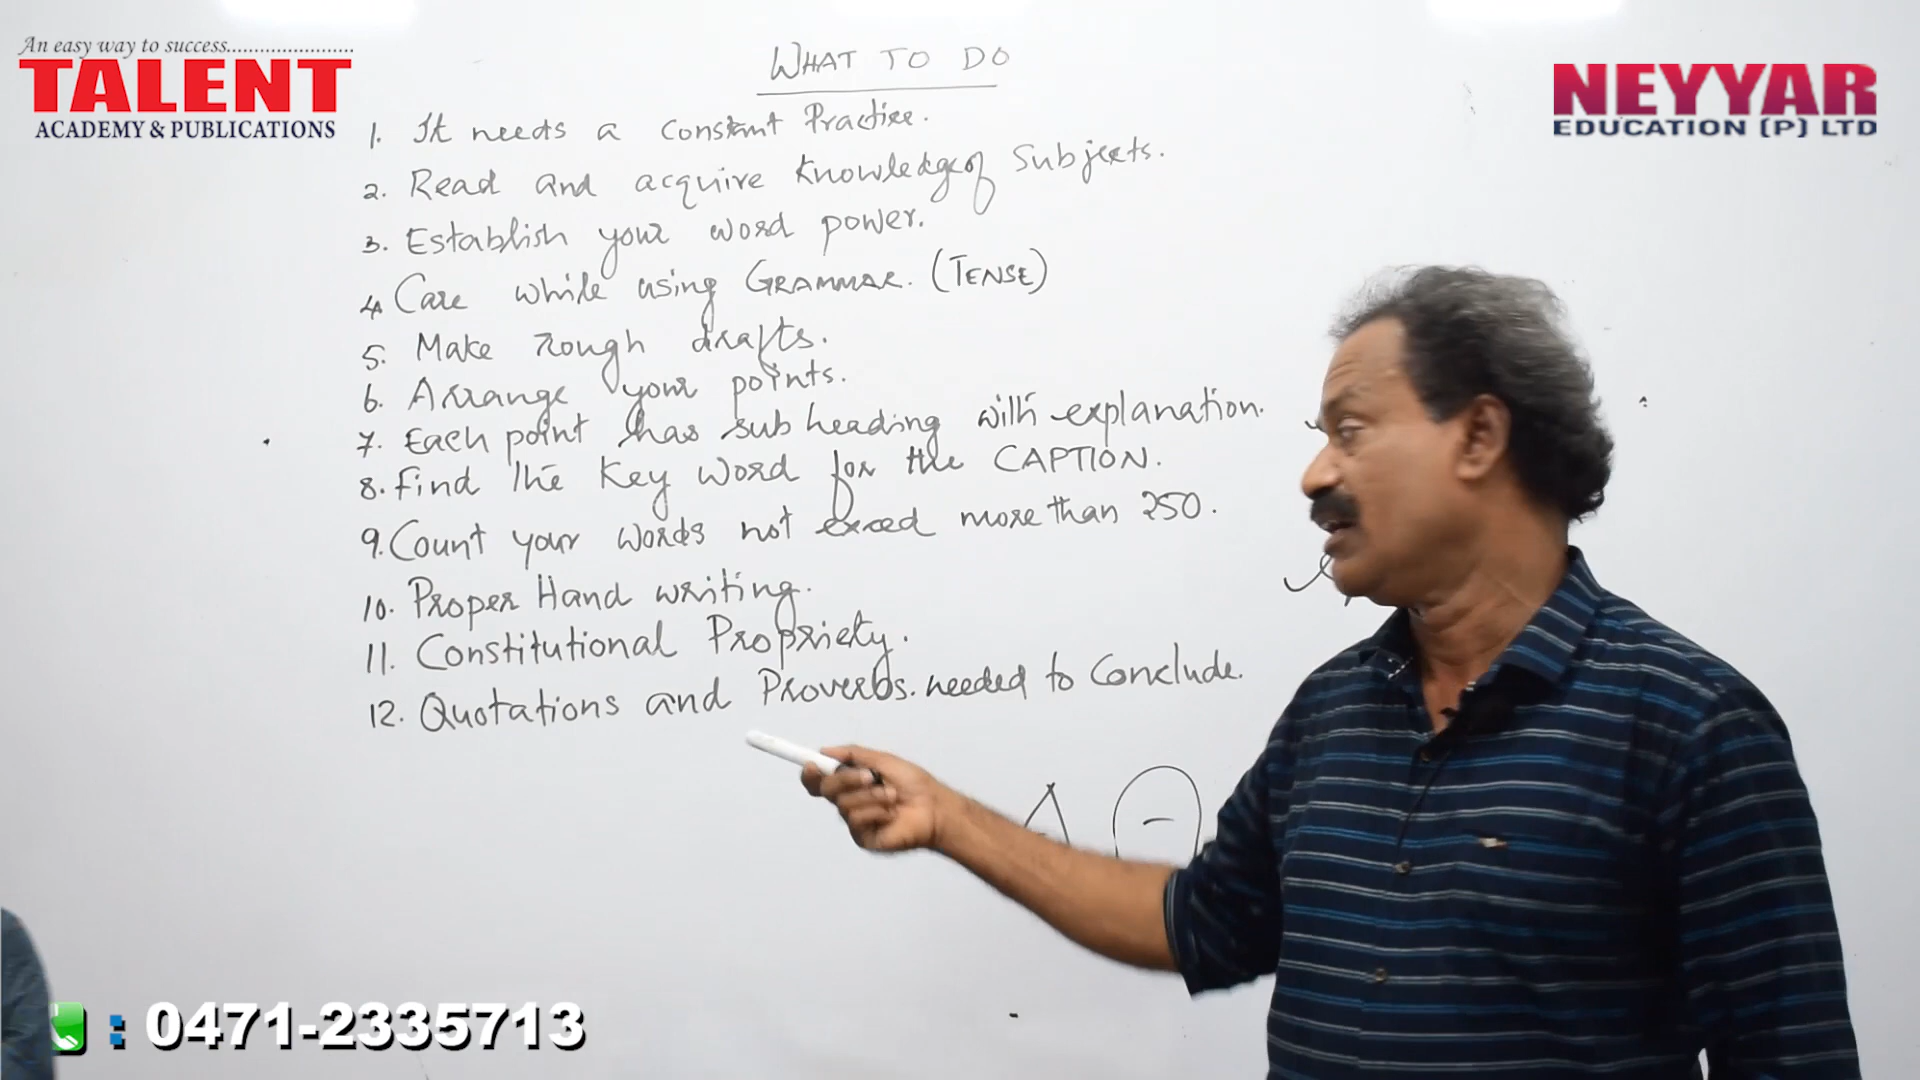 An easy way to success........................
TALENT
ACADEMY & PUBLICATIONS
NEYYAR
EDUCATION (P) LTD
WHAT TO DO
1. It needs a constant Practice.
2. Read and acquire Knowledge of Subjects.
3. Establish your word power.
4 Care while using GRAMMAR. (TENSE)
5. Make rough drafts.
6. Arrange your points.
7. Each point has sub heading with explanation.
8. Find the Key Word for the CAPTION.
9. Count your words not exceed more than 250.
10. Proper Hand writing.
11. Constitutional Propriety.
12. Quotations and Proverbs. needed to Conclude.
A
: 0471-2335713